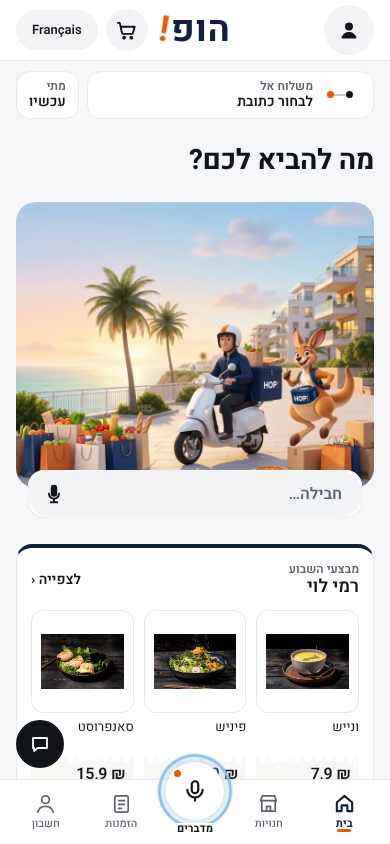 הופ!
Français
משלוח אל
לבחור כתובת
מתי
עכשיו
מה להביא לכם?
HOP!
HOP!
חבילה...
מבצעי השבוע
רמי לוי
לצפייה ›
ווייש
פיניש
סאנפרוסט
7.9 ₪
₪
15.9 ₪
בית
חנויות
מדברים
הזמנות
חשבון